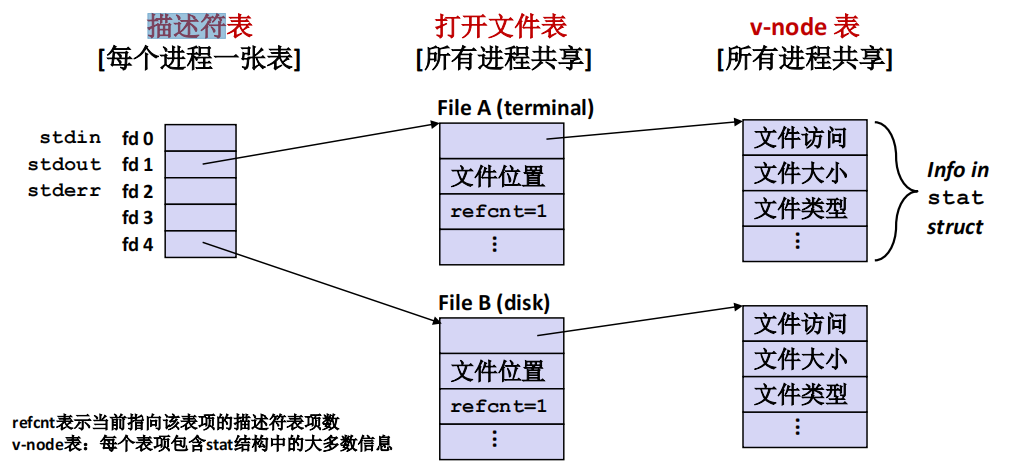 描述符表
[每个进程一张表]
打开文件表
[所有进程共享]
v-node 表
[所有进程共享]
stdin fd 0
stdout fd 1
stderr fd 2
fd 3
fd 4
File A (terminal)
文件位置
refcnt=1
⋮
文件访问
文件大小
文件类型
⋮
Info in
stat
struct
File B (disk)
文件位置
refcnt=1
⋮
文件访问
文件大小
文件类型
⋮
refcnt表示当前指向该表项的描述符表项数
v-node表：每个表项包含stat结构中的大多数信息